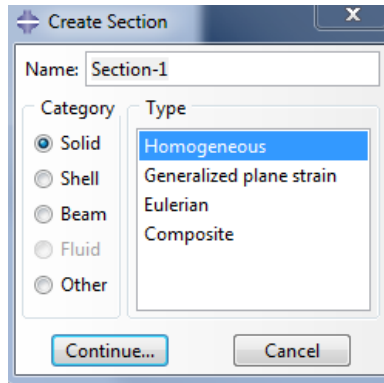 Create Section
X
Name: Section-1
Category
Type
Solid
Homogeneous
Shell
Generalized plane strain
Beam
Eulerian
Fluid
Composite
Other
Continue...
Cancel